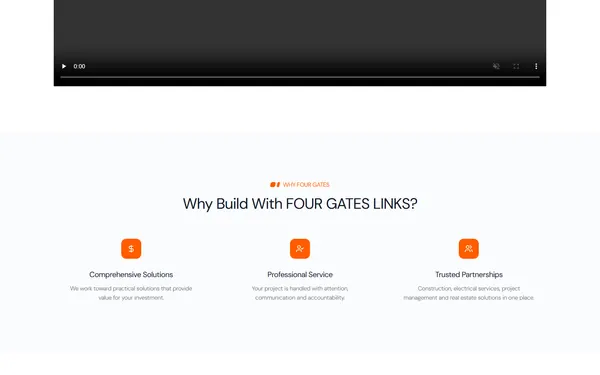 0:00
WHY FOUR GATES
Why Build With FOUR GATES LINKS?
Comprehensive Solutions
We work toward practical solutions that provide
value for your investment.
Professional Service
Your project is handled with attention,
communication and accountability.
Trusted Partnerships
Construction, electrical services, project
management and real estate solutions in one place.